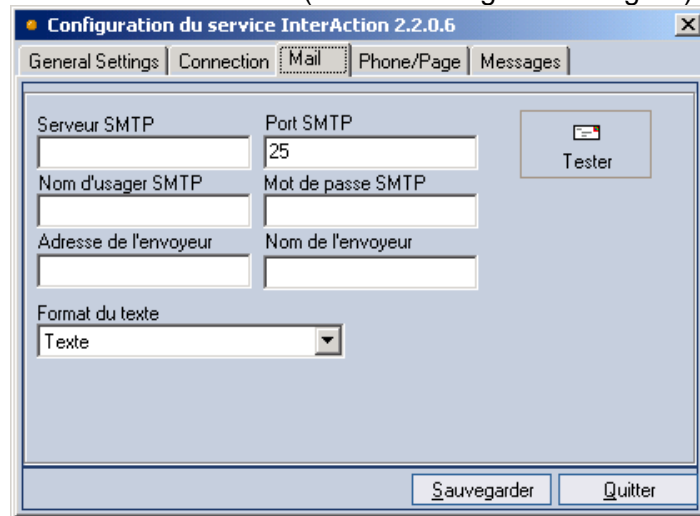 Configuration du service InterAction 2.2.0.6
General Settings Connection Mail Phone/Page Messages
Serveur SMTP Port SMTP
25
Tester
Nom d'usager SMTP Mot de passe SMTP
Adresse de l'envoyeur Nom de l'envoyeur
Format du texte
Texte
Sauvegarder Quitter